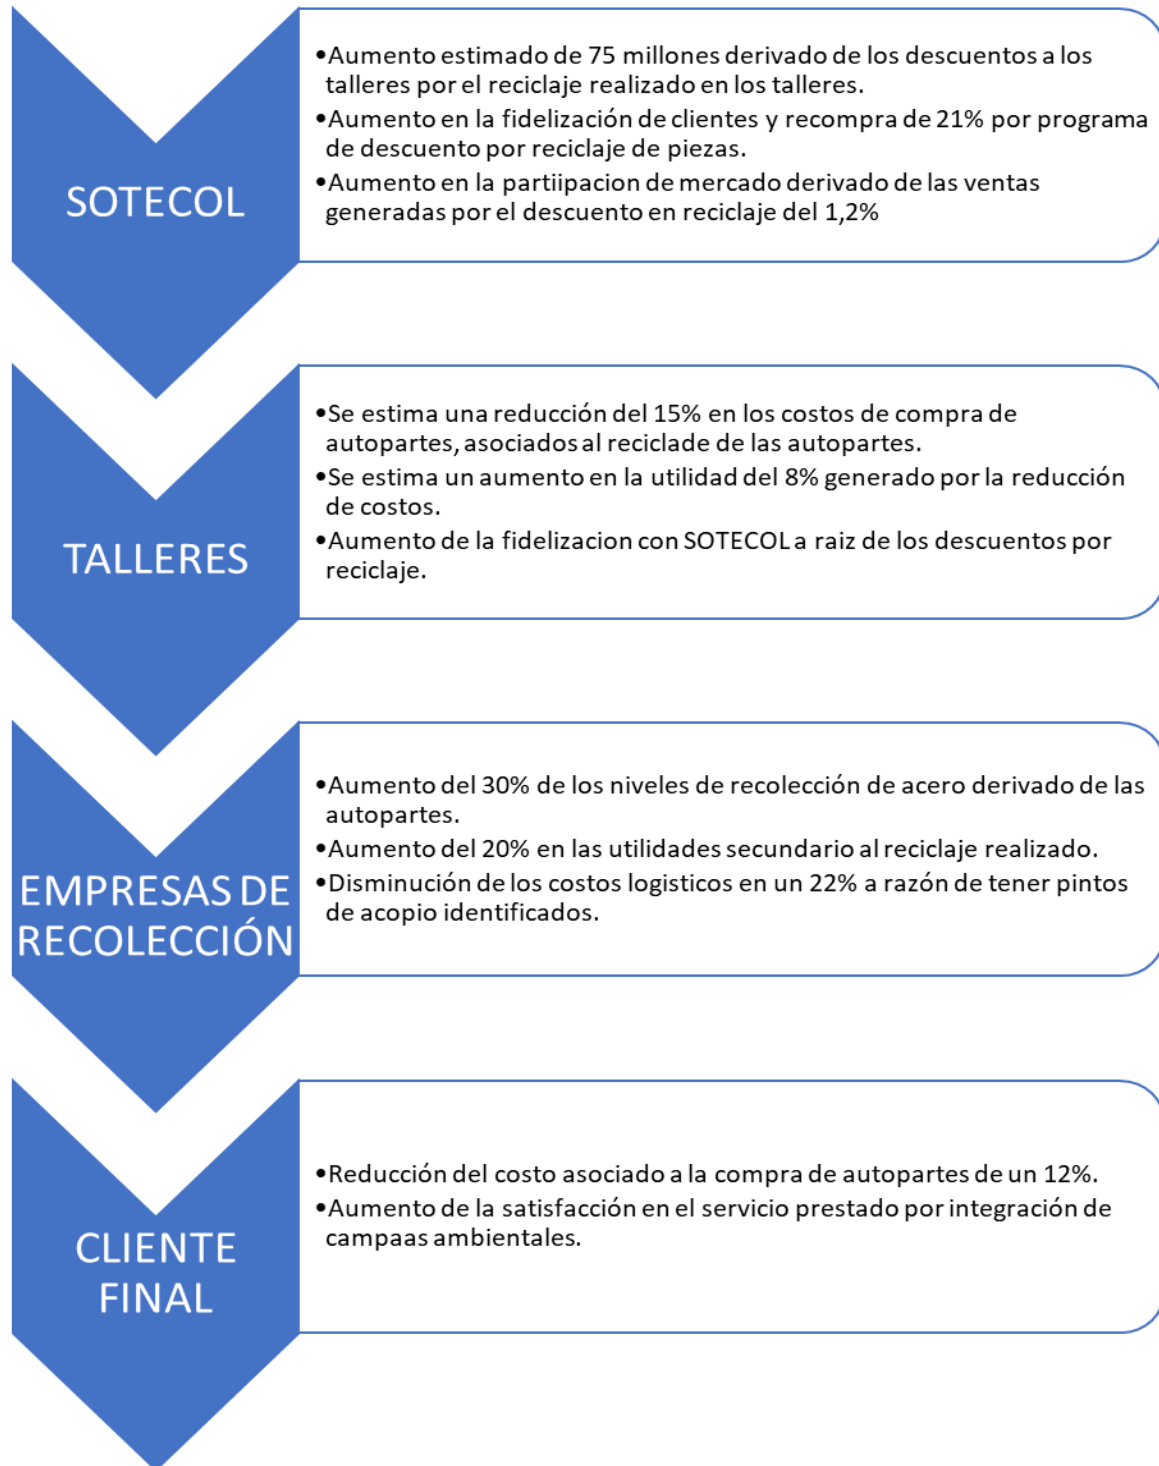 SOTECOL
•Aumento estimado de 75 millones derivado de los descuentos a los
talleres por el reciclaje realizado en los talleres.
•Aumento en la fidelización de clientes y recompra de 21% por programa
de descuento por reciclaje de piezas.
•Aumento en la partiipacion de mercado derivado de las ventas
generadas por el descuento en reciclaje del 1,2%
TALLERES
•Se estima una reducción del 15% en los costos de compra de
autopartes, asociados al reciclade de las autopartes.
•Se estima un aumento en la utilidad del 8% generado por la reducción
de costos.
•Aumento de la fidelizacion con SOTECOL a raiz de los descuentos por
reciclaje.
EMPRESAS DE
RECOLECCIÓN
•Aumento del 30% de los niveles de recolección de acero derivado de las
autopartes.
•Aumento del 20% en las utilidades secundario al reciclaje realizado.
•Disminución de los costos logisticos en un 22% a razón de tener pintos
de acopio identificados.
CLIENTE
FINAL
•Reducción del costo asociado a la compra de autopartes de un 12%.
•Aumento de la satisfacción en el servicio prestado por integración de
campaas ambientales.